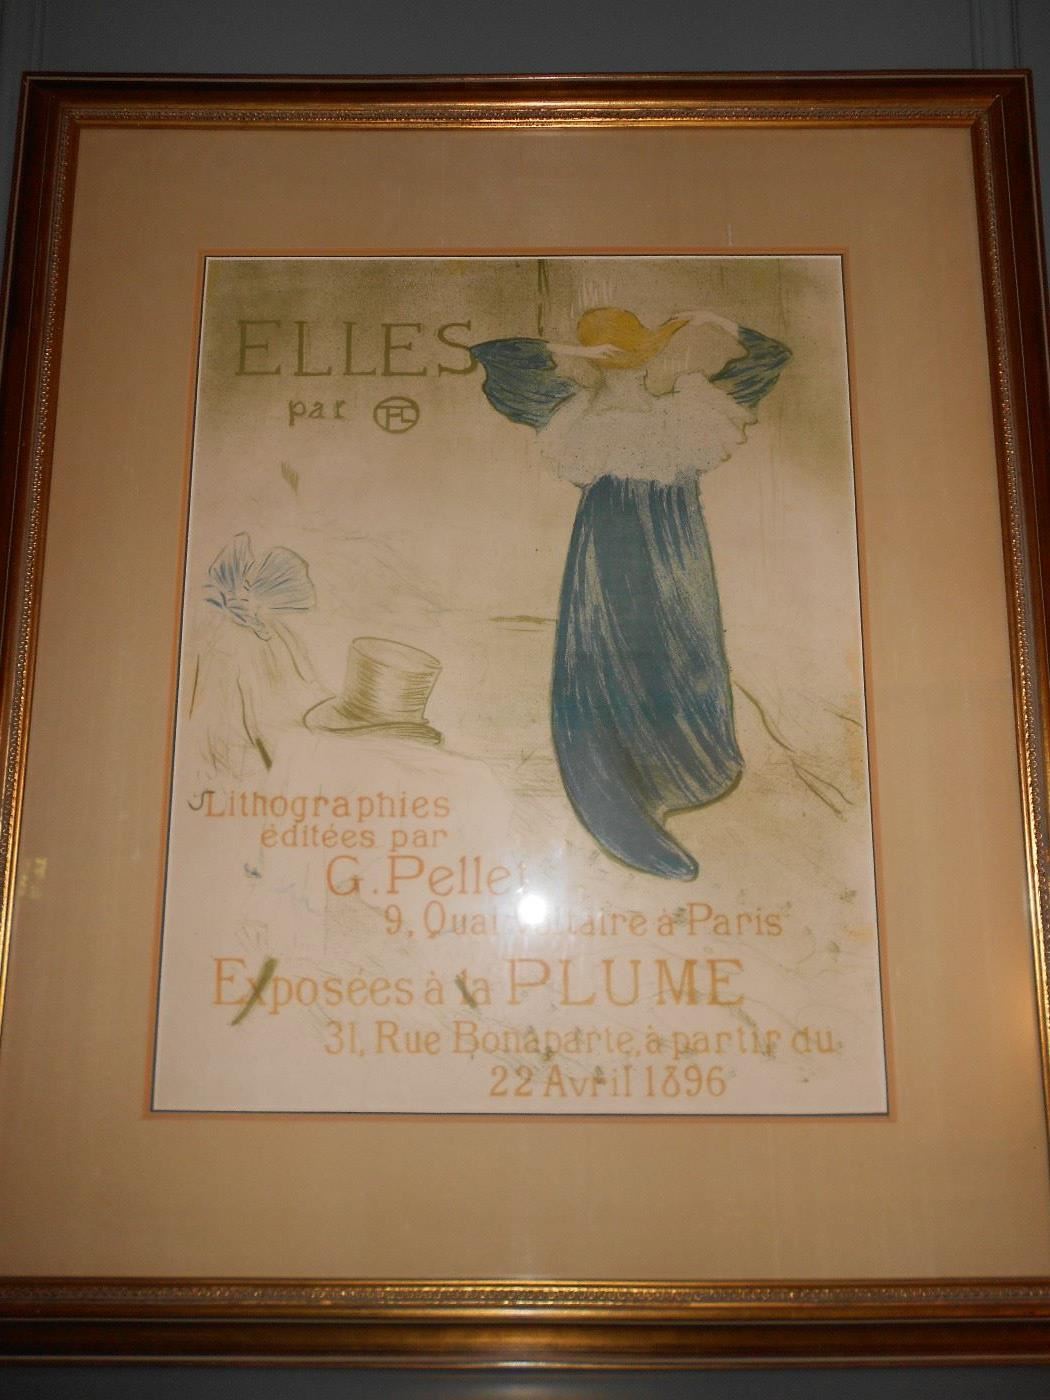 ELLES
par HTL
Lithographies
éditées par
G. Pellet
9, à Paris
Exposées à la PLUME
31, Rue Bonaparte, à partir du
22 Avril 1896